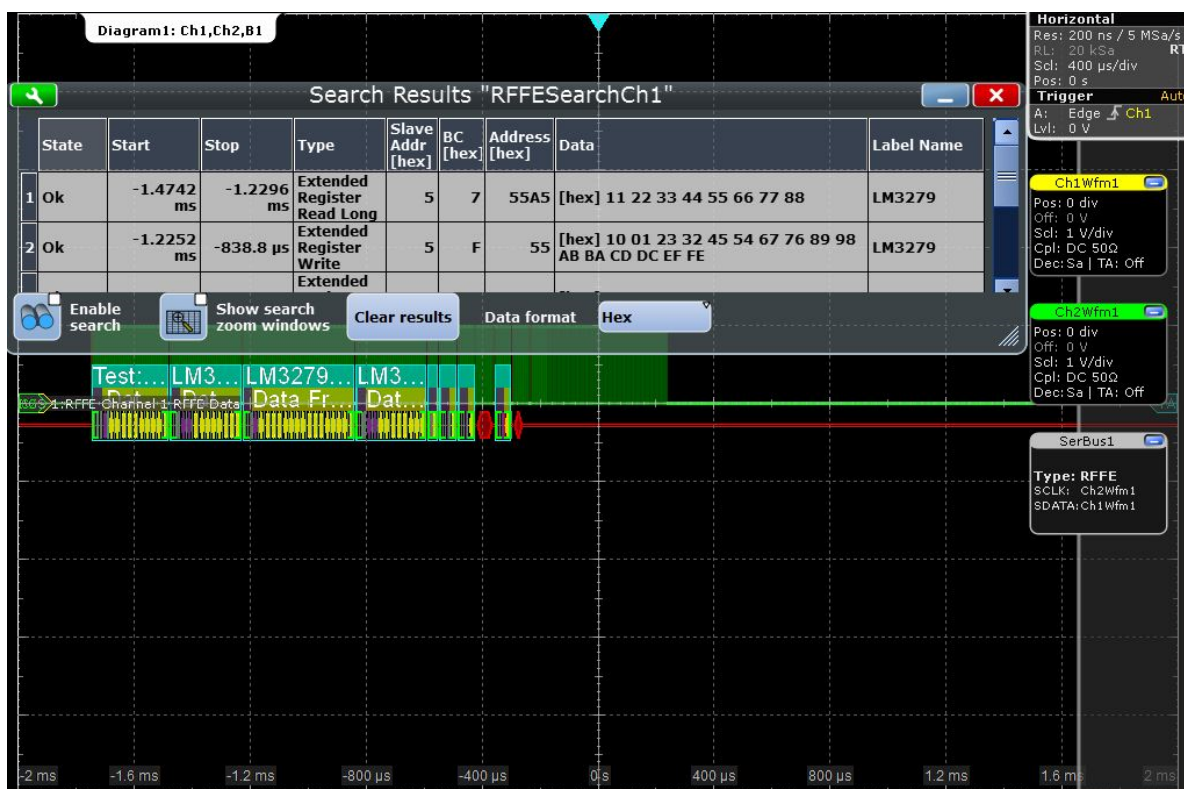 Diagram1: Ch1,Ch2,B1
Horizontal
Res: 200 ns / 5 MSa/s
RL: 20 kSa RT
Scl: 400 µs/div
Pos: 0 s
Trigger Aut
A: Edge Ch1
Lvl: 0 V
Search Results "RFFESearchCh1"
State Start Stop Type Slave Addr [hex] BC [hex] Address [hex] Data Label Name
1 Ok -1.4742 ms -1.2296 ms Extended Register Read Long 5 7 55A5 [hex] 11 22 33 44 55 66 77 88 LM3279
2 Ok -1.2252 ms -838.8 µs Extended Register Write 5 F 55 [hex] 10 01 23 32 45 54 67 76 89 98 AB BA CD DC EF FE LM3279
Extended
Enable search
Show search zoom windows
Clear results
Data format
Hex
Ch1Wfm1
Pos: 0 div
Off: 0 V
Scl: 1 V/div
Cpl: DC 50Ω
Dec: Sa | TA: Off
Ch2Wfm1
Pos: 0 div
Off: 0 V
Scl: 1 V/div
Cpl: DC 50Ω
Dec: Sa | TA: Off
SerBus1
Type: RFFE
SCLK: Ch2Wfm1
SDATA: Ch1Wfm1
Test:... LM3... LM3279... LM3...
Dat... Dat... Data Fr... Dat...
1:RFFE Channel 1 RFFE Data
-2 ms -1.6 ms -1.2 ms -800 µs -400 µs 0 s 400 µs 800 µs 1.2 ms 1.6 ms 2 ms